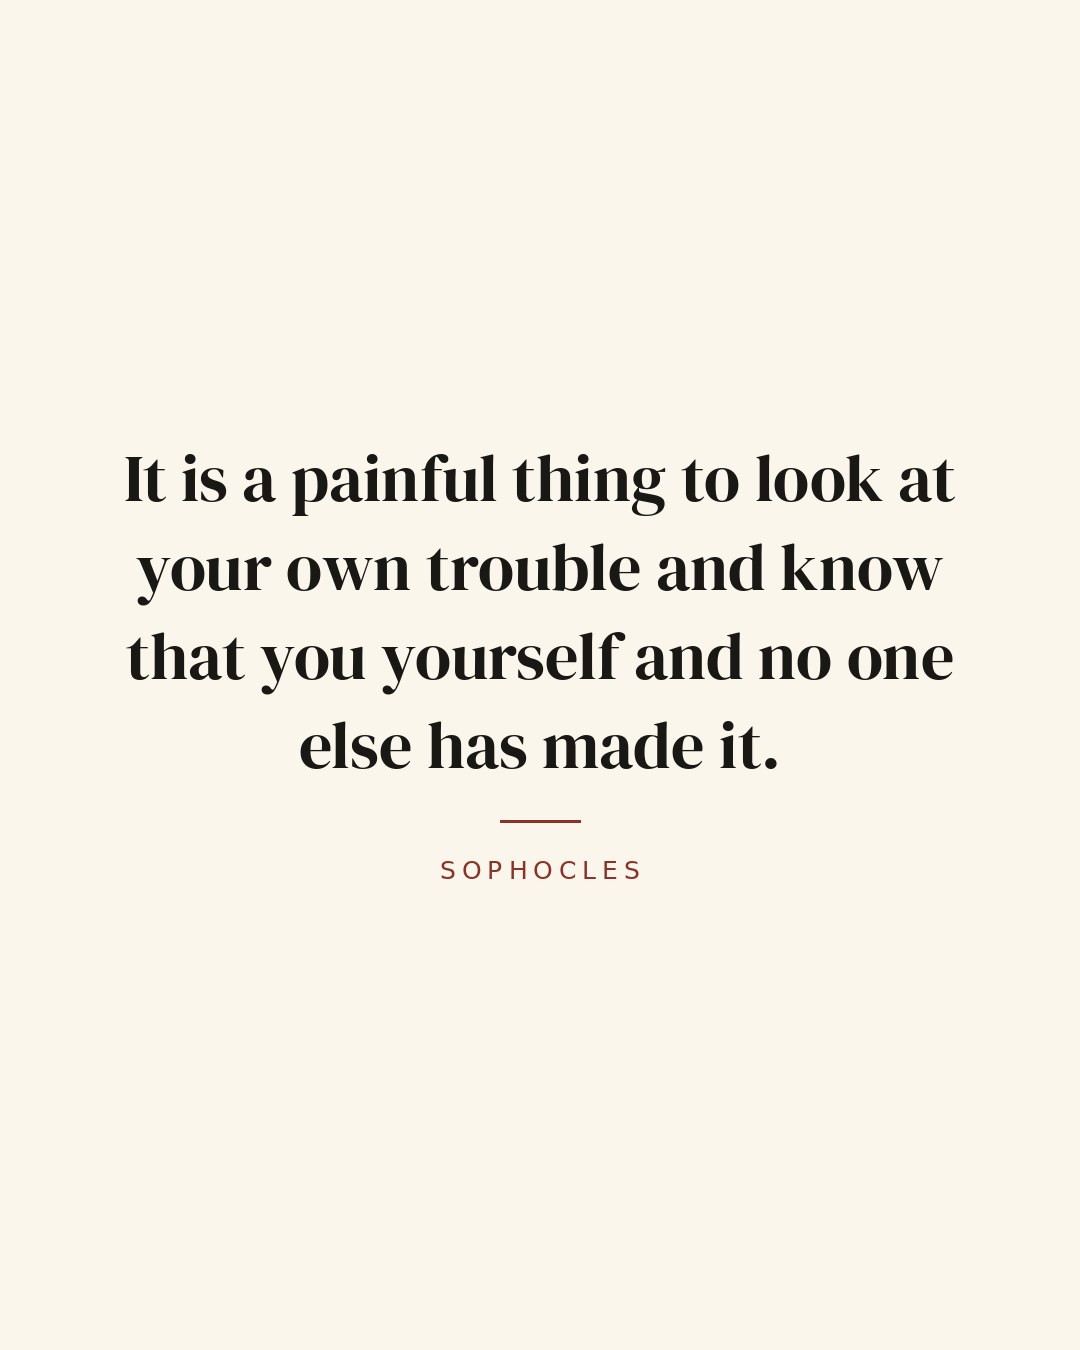 It is a painful thing to look at
your own trouble and know
that you yourself and no one
else has made it.
SOPHOCLES